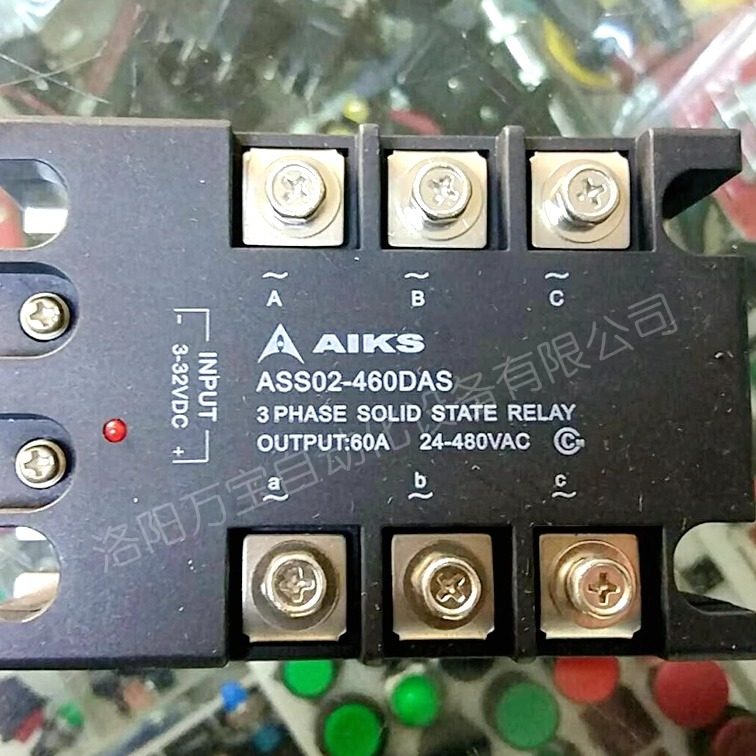 ~ ~ ~
A B C
AIKS
ASS02-460DAS
3 PHASE SOLID STATE RELAY
OUTPUT:60A 24-480VAC
a b c
~ ~ ~
INPUT
- 3-32VDC +
洛阳万宝自动化设备有限公司